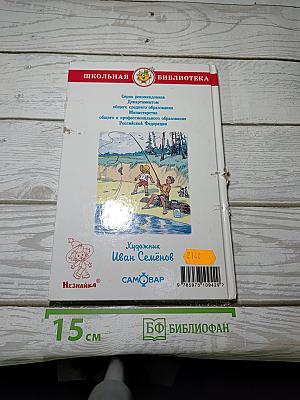 ШКОЛЬНАЯ БИБЛИОТЕКА
Серия рекомендована
Департаментом
общего среднего образования
Министерства
общего и профессионального образования
Российской Федерации
Художник
Иван Семёнов
Незнайка®
САМОВАР®
15 см
БФ БИБЛИОФАН